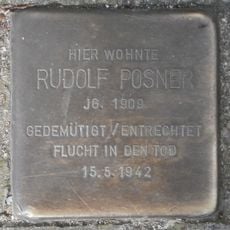 HIER WOHNTE
RUDOLF POSNER
JG. 1909
GEDEMÜTIGT/ENTRECHTET
FLUCHT IN DEN TOD
15.5.1942